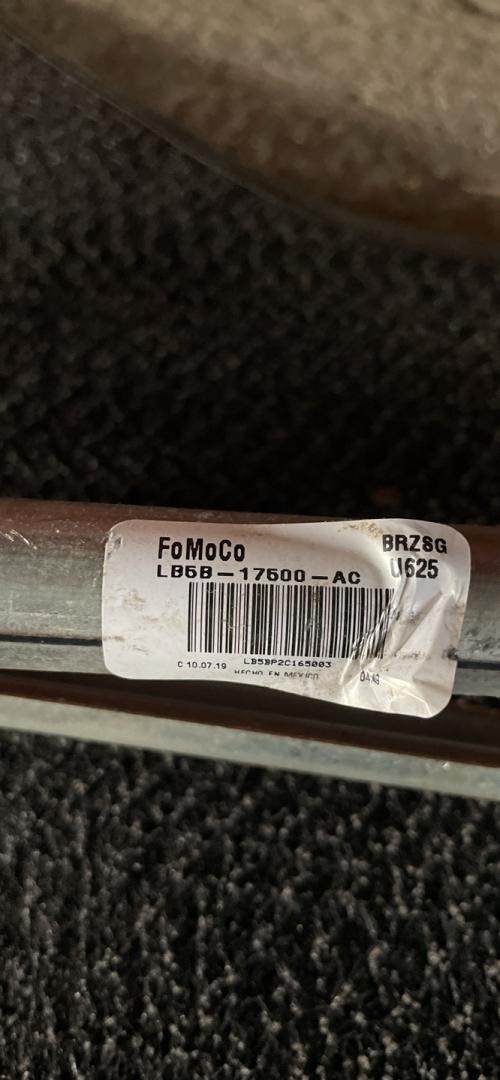 FoMoCo BRZSG
LB5B-17500-AC U625
C 10.07.19 LB5BP2C165003
HECHO EN MEXICO